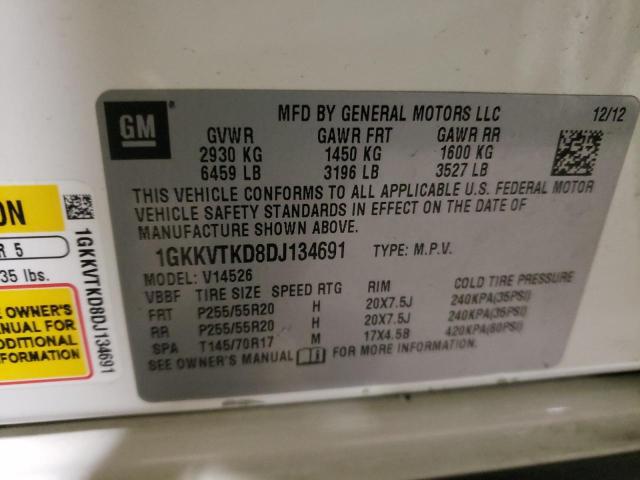 GM
MFD BY GENERAL MOTORS LLC 12/12
GVWR GAWR FRT GAWR RR
2930 KG 1450 KG 1600 KG
6459 LB 3196 LB 3527 LB
THIS VEHICLE CONFORMS TO ALL APPLICABLE U.S. FEDERAL MOTOR
VEHICLE SAFETY STANDARDS IN EFFECT ON THE DATE OF
MANUFACTURE SHOWN ABOVE.
1GKKVTKD8DJ134691 TYPE: M.P.V.
MODEL: V14526
VBBF TIRE SIZE SPEED RTG RIM COLD TIRE PRESSURE
FRT P255/55R20 H 20X7.5J 240KPA(35PSI)
RR P255/55R20 H 20X7.5J 240KPA(35PSI)
SPA T145/70R17 M 17X4.5B 420KPA(60PSI)
SEE OWNER'S MANUAL i FOR MORE INFORMATION.
ON
R 5
35 lbs.
E OWNER'S
NUAL FOR
DDITIONAL
FORMATION
1GKKVTKD8DJ134691